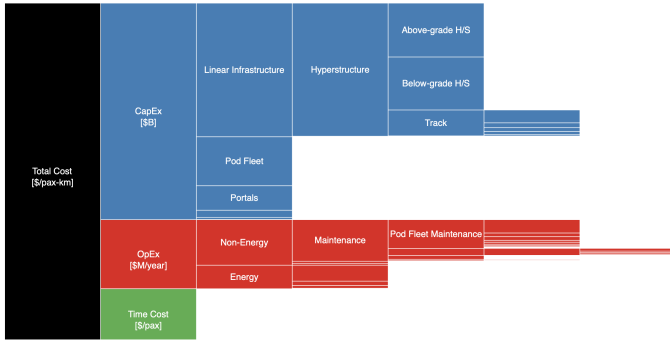 Total Cost
[$/pax-km]
CapEx
[$B]
OpEx
[$M/year]
Time Cost
[$/pax]
Linear Infrastructure
Pod Fleet
Portals
Non-Energy
Energy
Hyperstructure
Maintenance
Above-grade H/S
Below-grade H/S
Track
Pod Fleet Maintenance